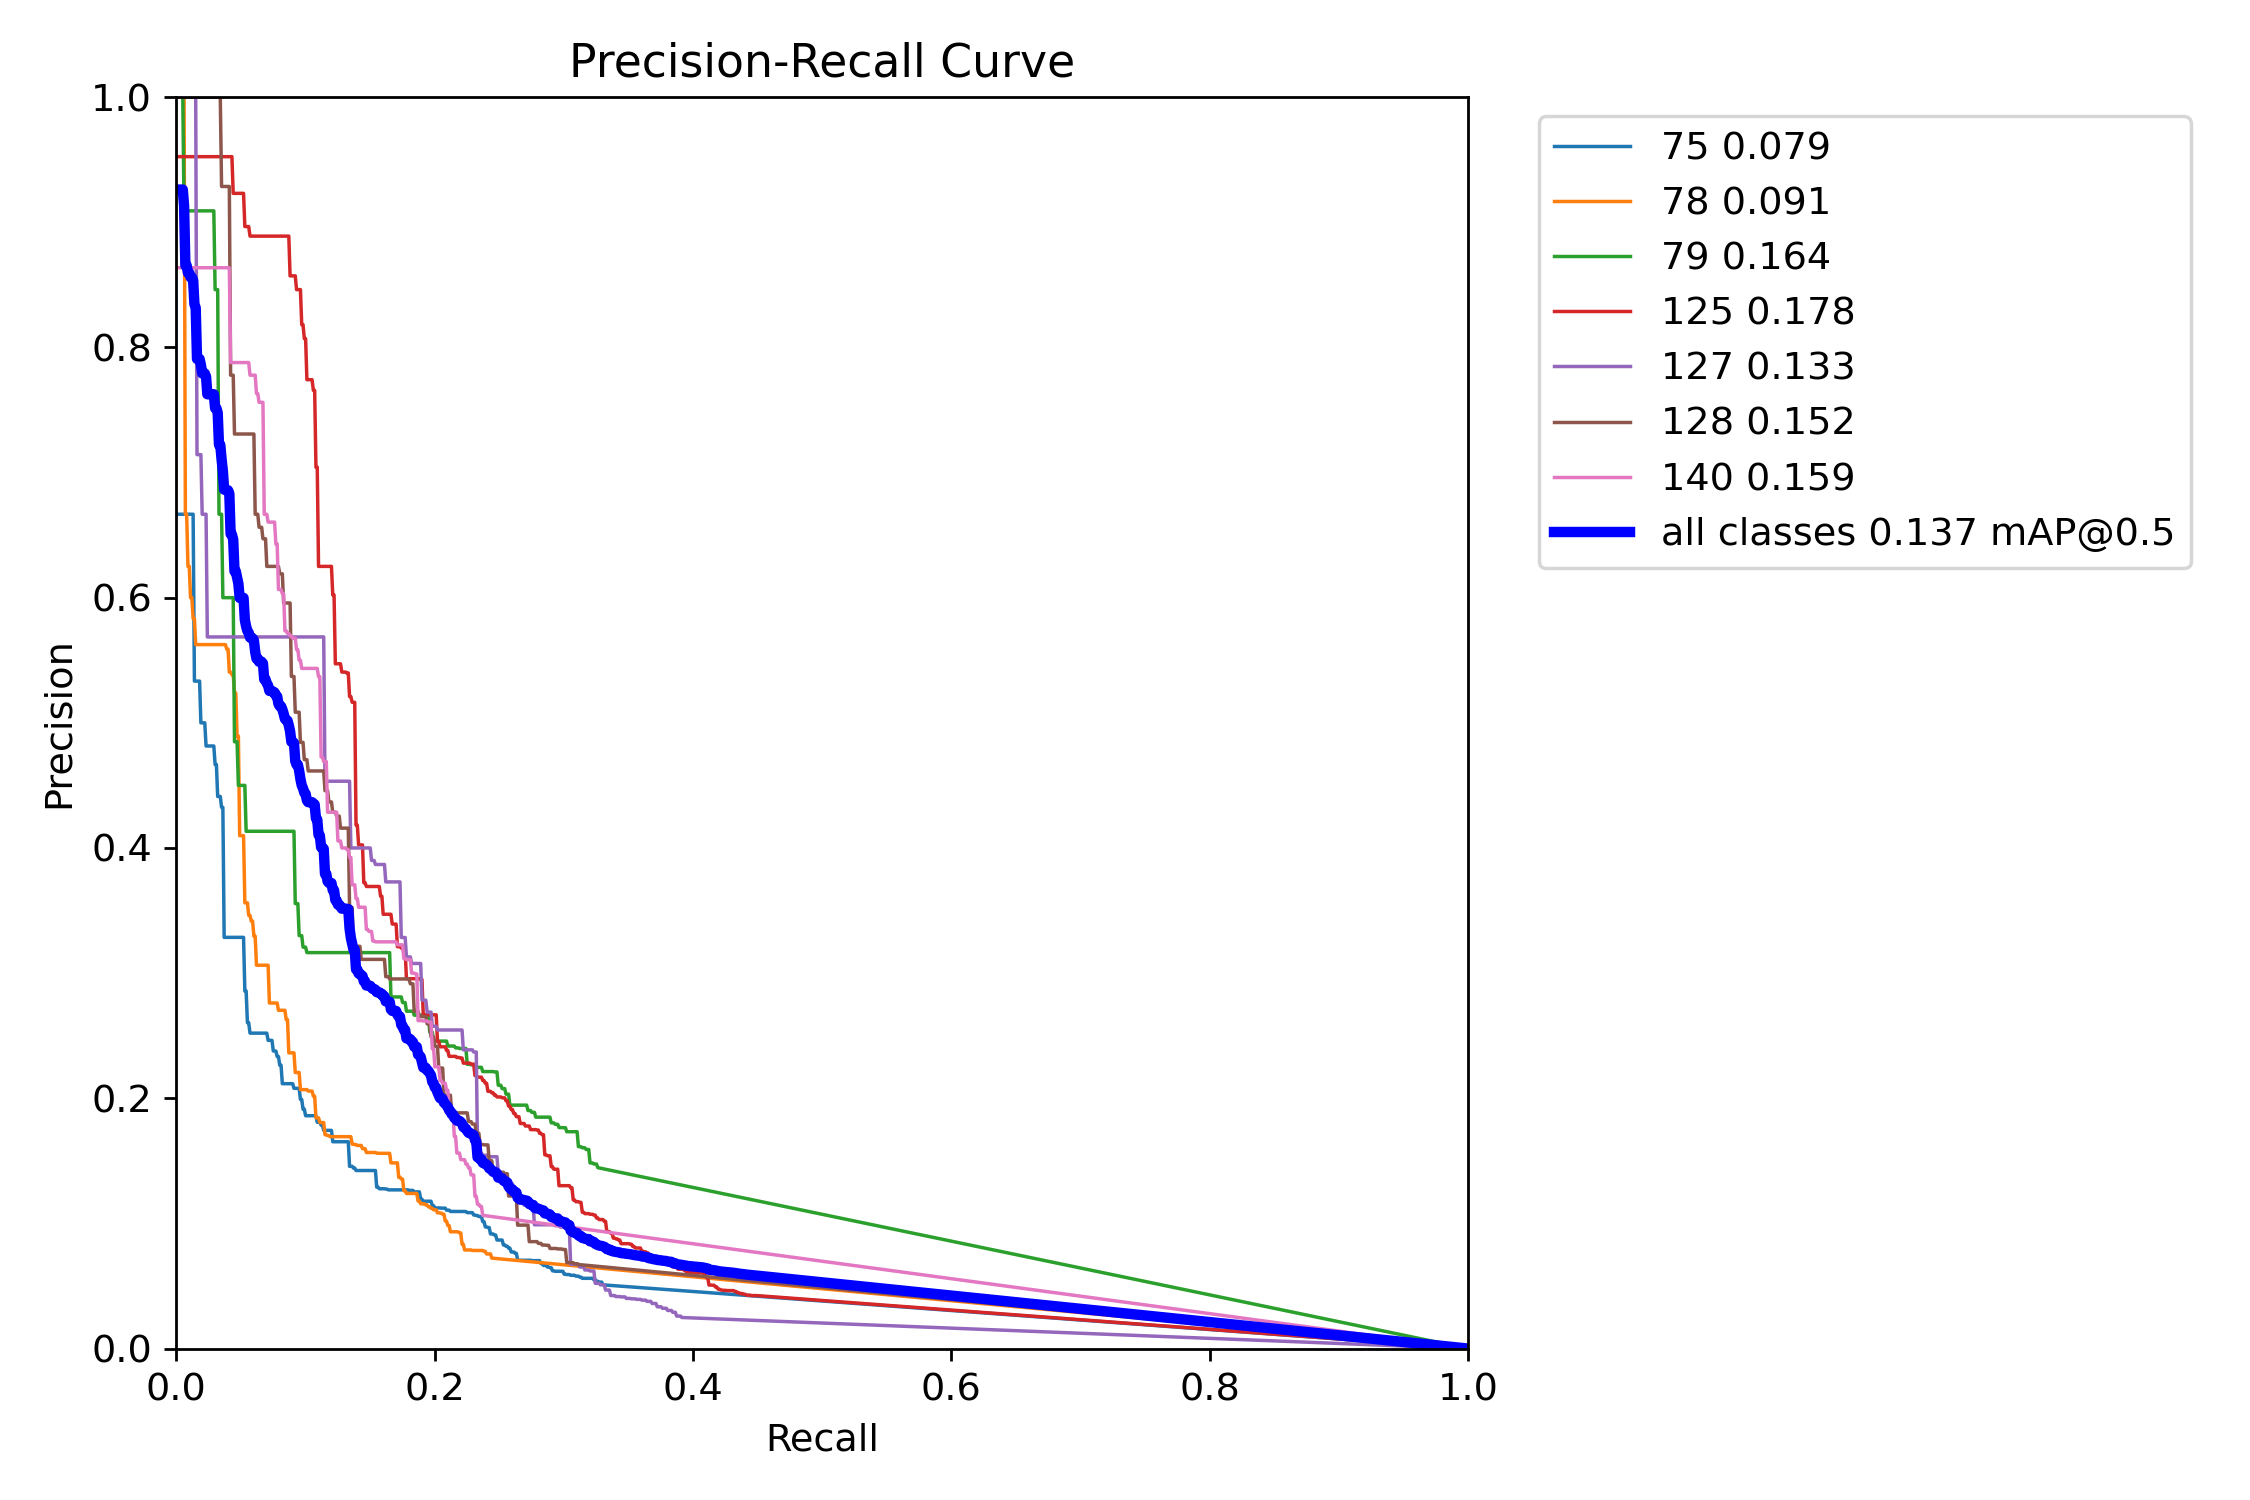 Precision-Recall Curve
1.0
0.8
0.6
0.4
0.2
0.0
Precision
0.0 0.2 0.4 0.6 0.8 1.0
Recall
75 0.079
78 0.091
79 0.164
125 0.178
127 0.133
128 0.152
140 0.159
all classes 0.137 mAP@0.5